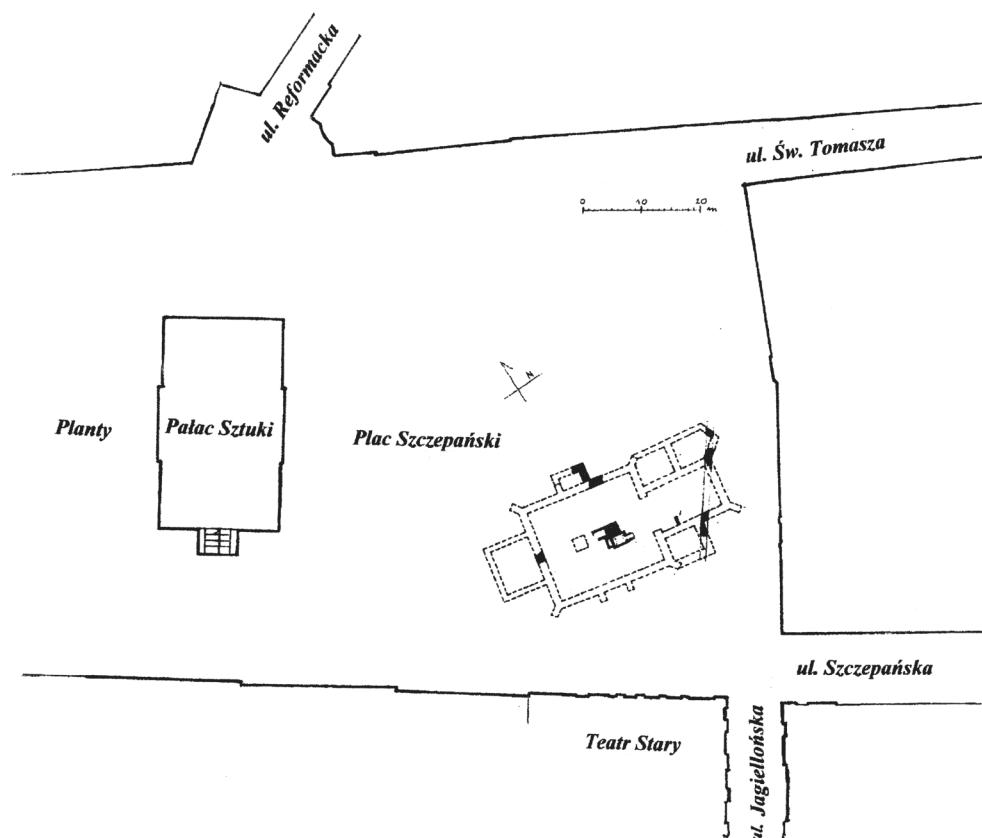 ul. Reformacka
ul. Św. Tomasza
0 10 20
m
N
Planty
Pałac Sztuki
Plac Szczepański
ul. Szczepańska
Teatr Stary
ul. Jagiellońska